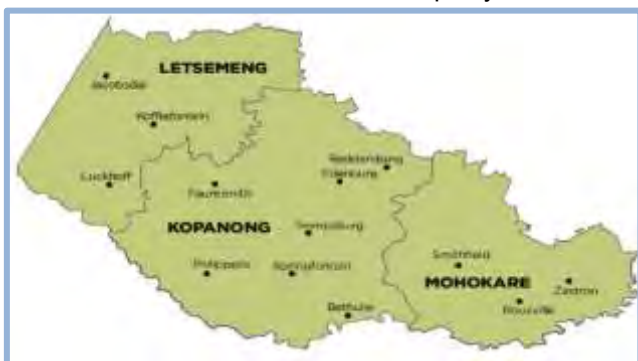 LETSEMENG
Jacobsdal
Koffiefontein
Luckhoff
Reddersburg
Edenburg
Fauresmith
KOPANONG
Trompsburg
Philippolis
Springfontein
Bethulie
Smithfield
MOHOKARE
Zastron
Rouxville